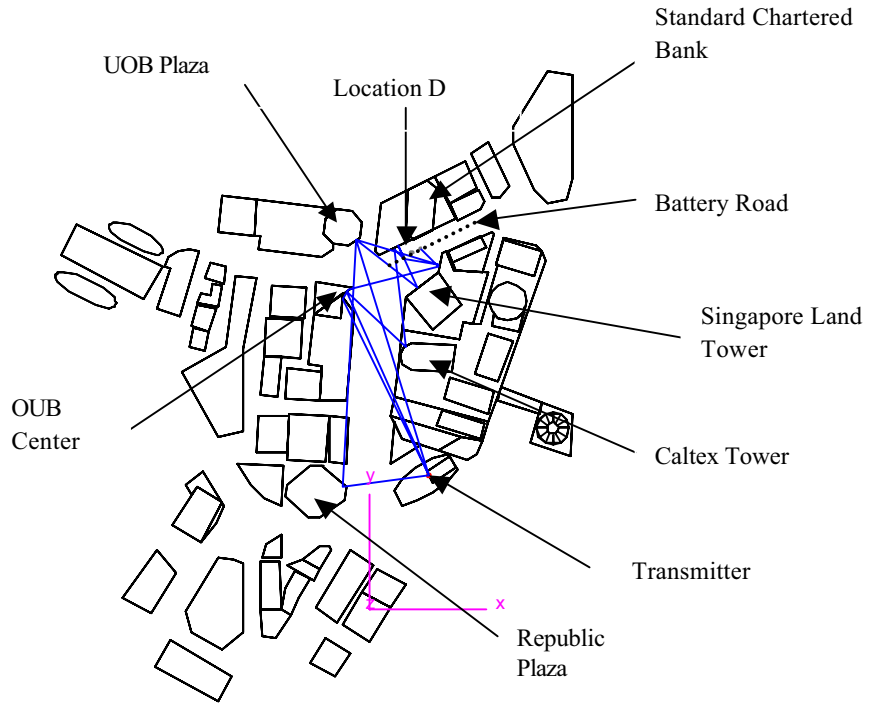 Standard Chartered
Bank
UOB Plaza
Location D
Battery Road
Singapore Land
Tower
OUB
Center
Caltex Tower
y
Transmitter
z
x
Republic
Plaza